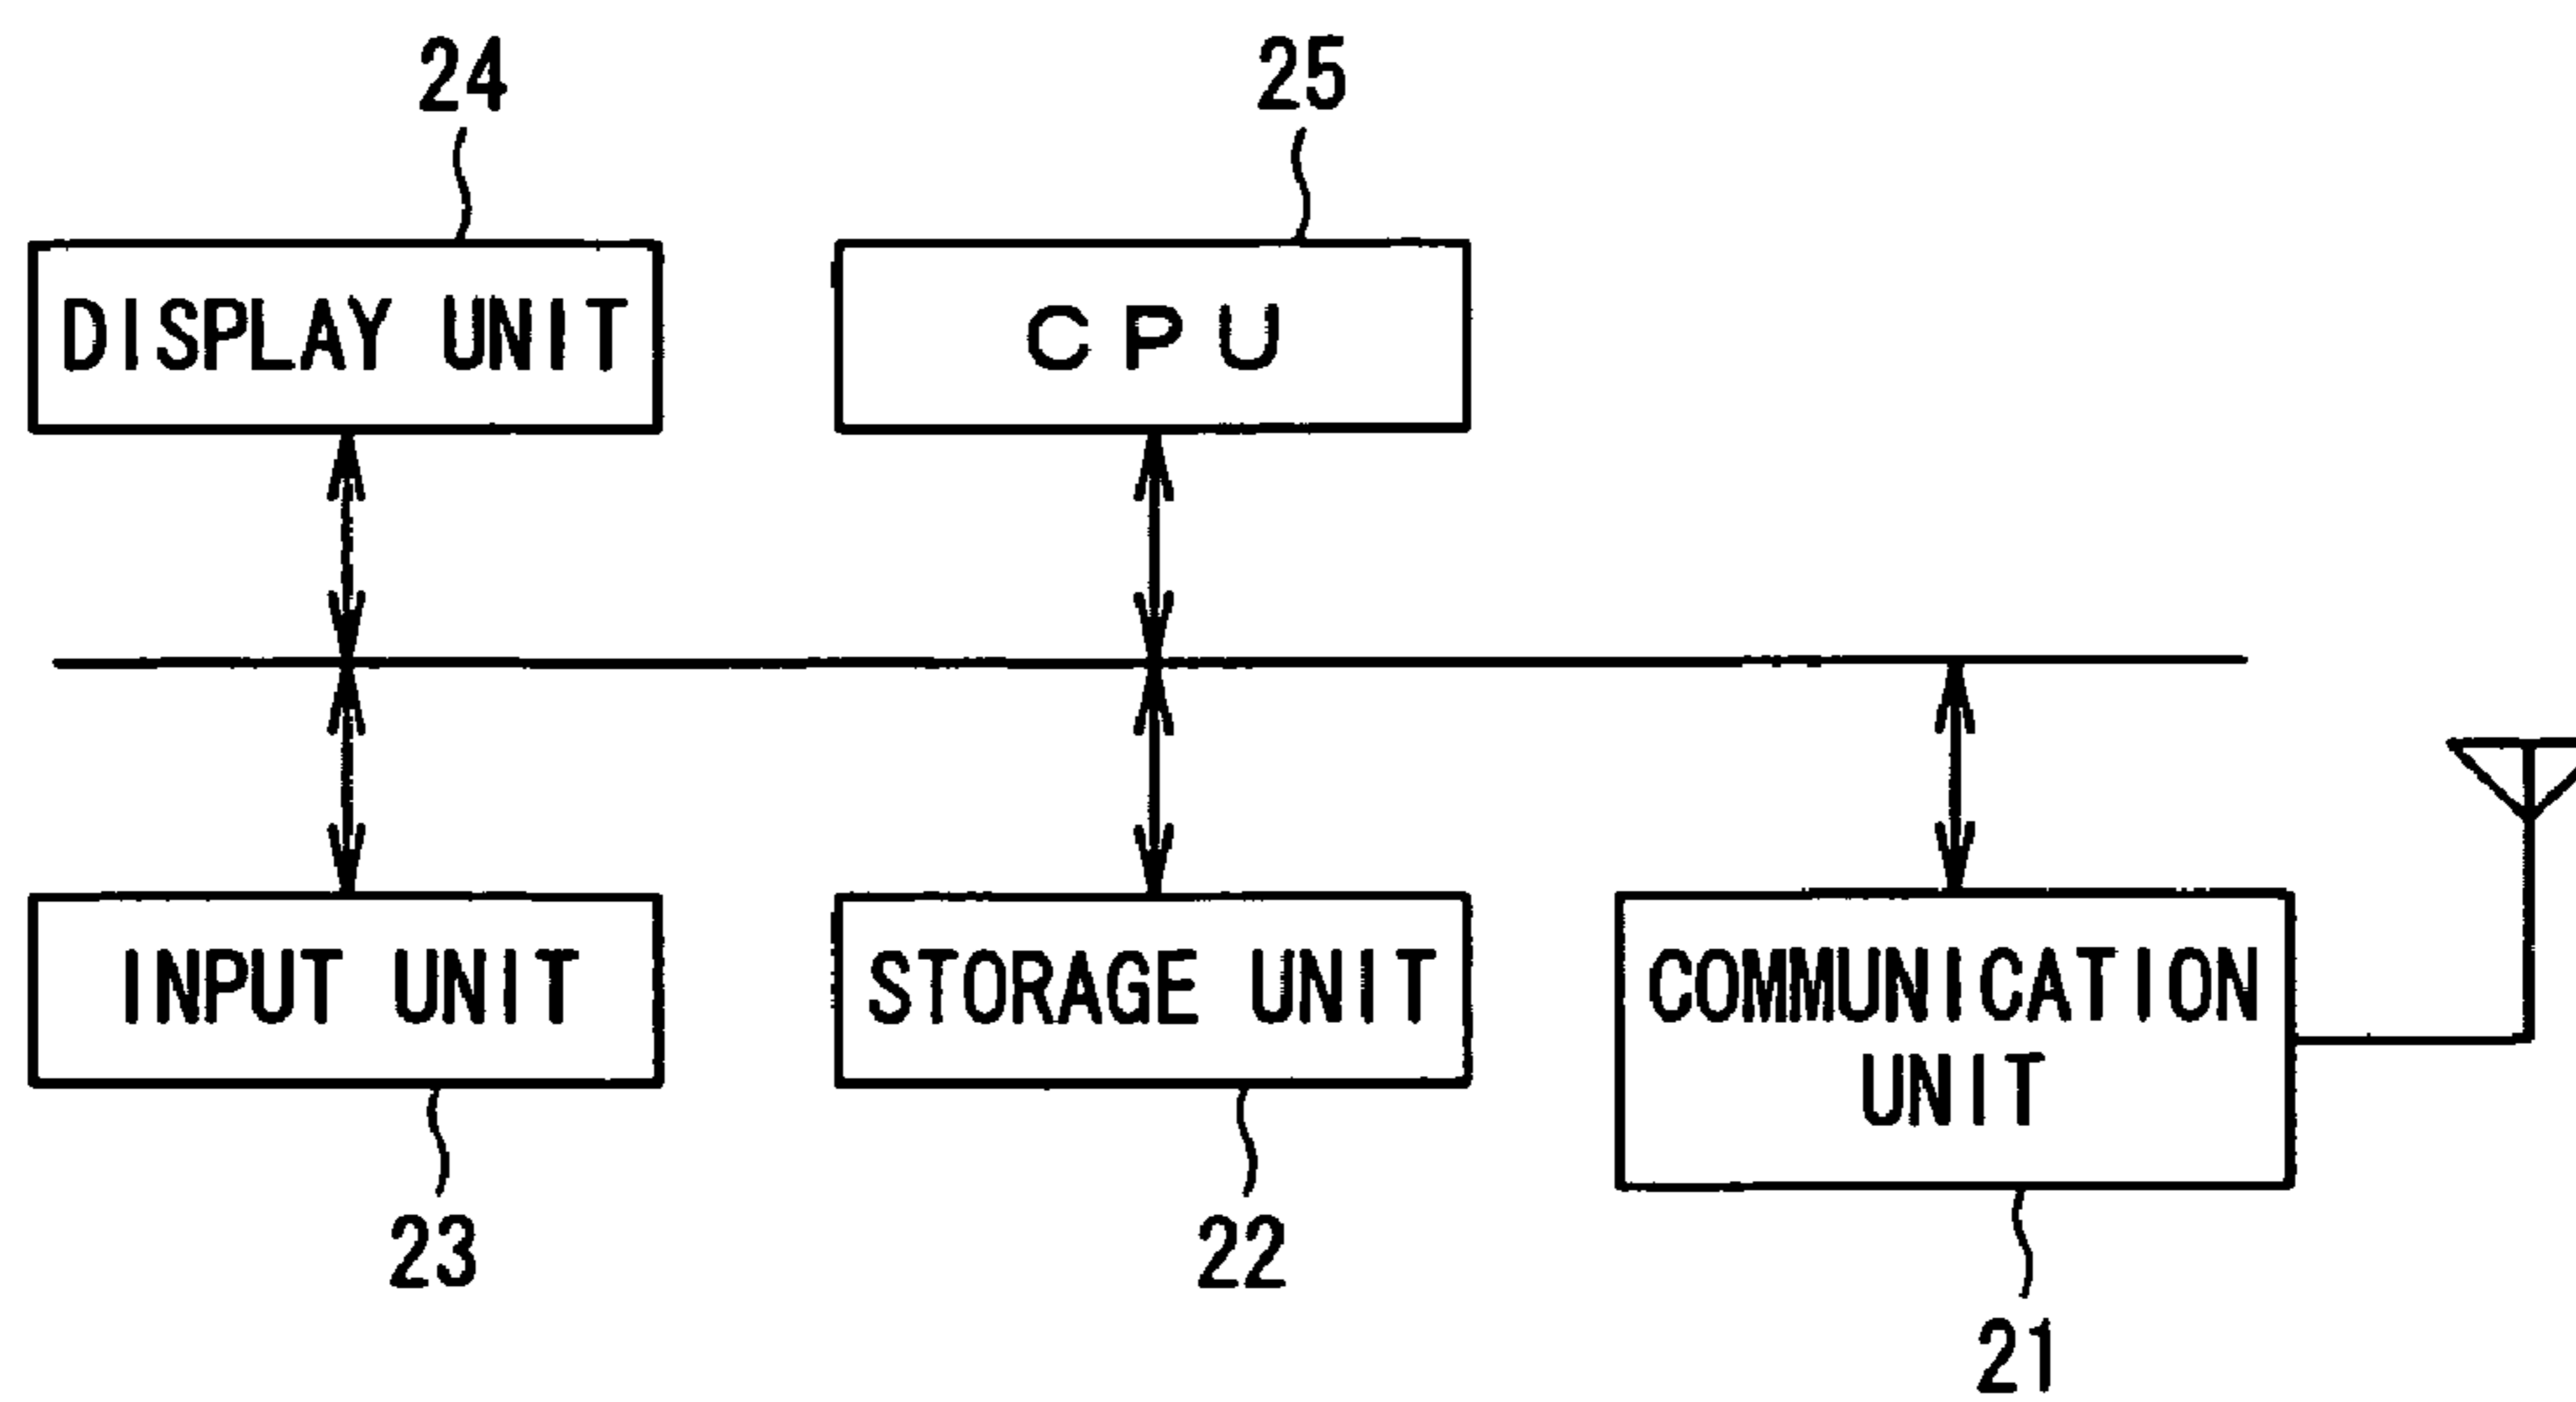 24
25
DISPLAY UNIT
CPU
INPUT UNIT
STORAGE UNIT
COMMUNICATION
UNIT
23
22
21